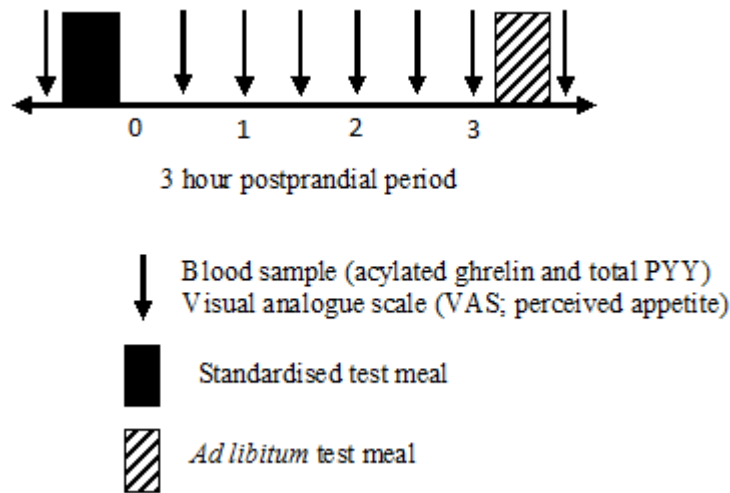 0 1 2 3
3 hour postprandial period
Blood sample (acylated ghrelin and total PYY)
Visual analogue scale (VAS; perceived appetite)
Standardised test meal
Ad libitum test meal